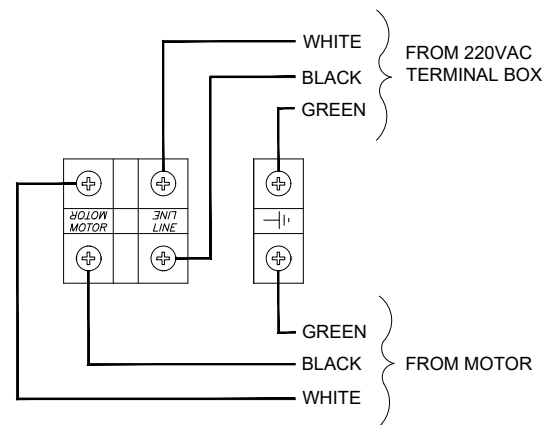 WHITE
BLACK
GREEN
FROM 220VAC
TERMINAL BOX
MOTOR LINE
MOTOR LINE
GREEN
BLACK
WHITE
FROM MOTOR